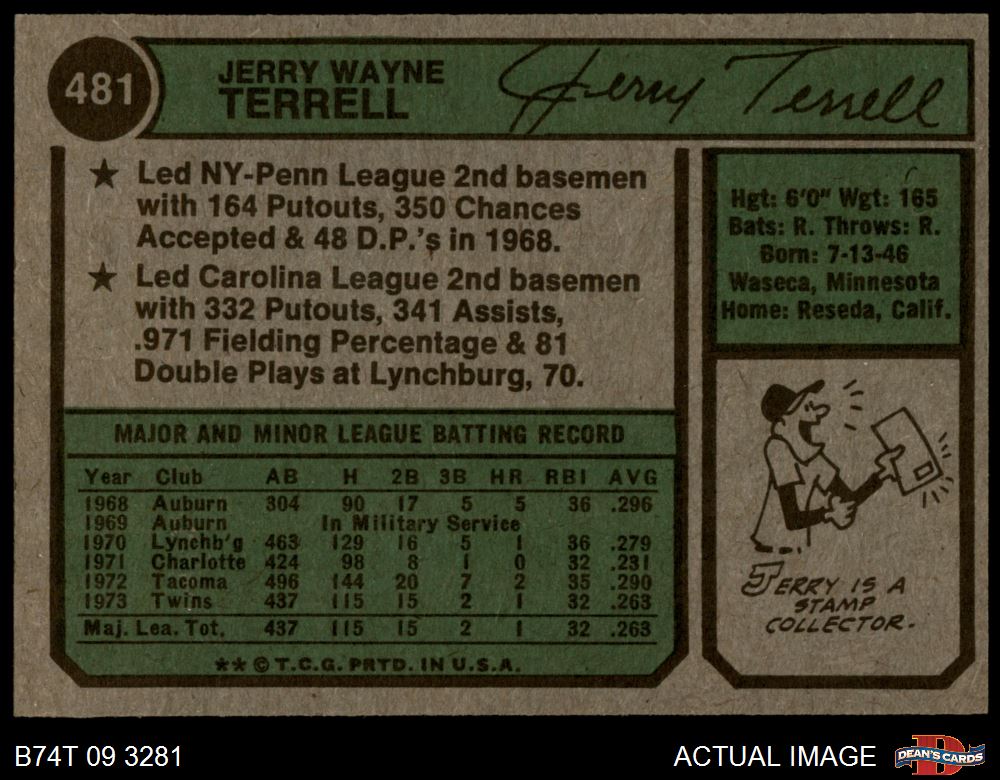 481
JERRY WAYNE
TERRELL
Jerry Terrell
★ Led NY-Penn League 2nd basemen
with 164 Putouts, 350 Chances
Accepted & 48 D.P.'s in 1968.
★ Led Carolina League 2nd basemen
with 332 Putouts, 341 Assists,
.971 Fielding Percentage & 81
Double Plays at Lynchburg, 70.
Hgt: 6'0" Wgt: 165
Bats: R. Throws: R.
Born: 7-13-46
Waseca, Minnesota
Home: Reseda, Calif.
MAJOR AND MINOR LEAGUE BATTING RECORD
Year Club AB H 2B 3B HR RBI AVG
1968 Auburn 304 90 17 5 5 36 .296
1969 Auburn In Military Service
1970 Lynchb'g 463 129 16 5 1 36 .279
1971 Charlotte 424 98 8 1 0 32 .231
1972 Tacoma 496 144 20 7 2 35 .290
1973 Twins 437 115 15 2 1 32 .263
Maj. Lea. Tot. 437 115 15 2 1 32 .263
★★ © T.C.G. PRTD. IN U.S.A.
JERRY IS A
STAMP
COLLECTOR.
B74T 09 3281
ACTUAL IMAGE
DEAN'S CARDS